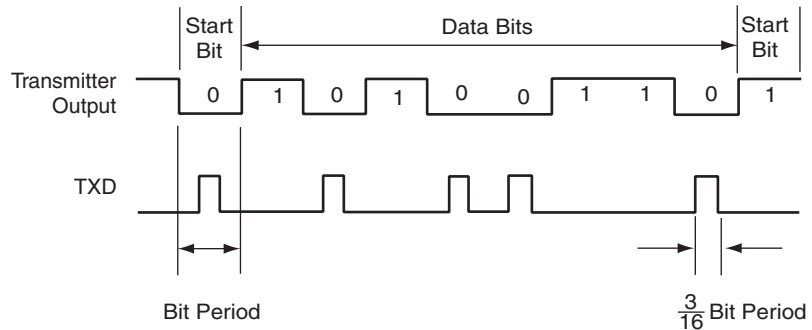 Start Bit
Data Bits
Start Bit
Transmitter Output
0 1 0 1 0 0 1 1 0 1
TXD
Bit Period
3/16 Bit Period